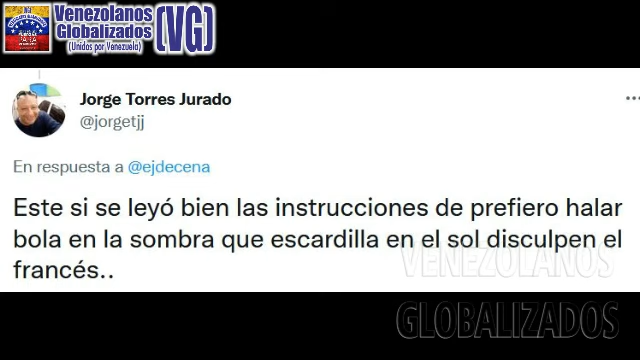 Venezolanos
Globalizados
(Unidos por Venezuela)
(VG)
Jorge Torres Jurado
@jorgetjj
En respuesta a @ejdecena
Este si se leyó bien las instrucciones de prefiero halar
bola en la sombra que escardilla en el sol disculpen el
francés..
VENEZOLANOS
GLOBALIZADOS